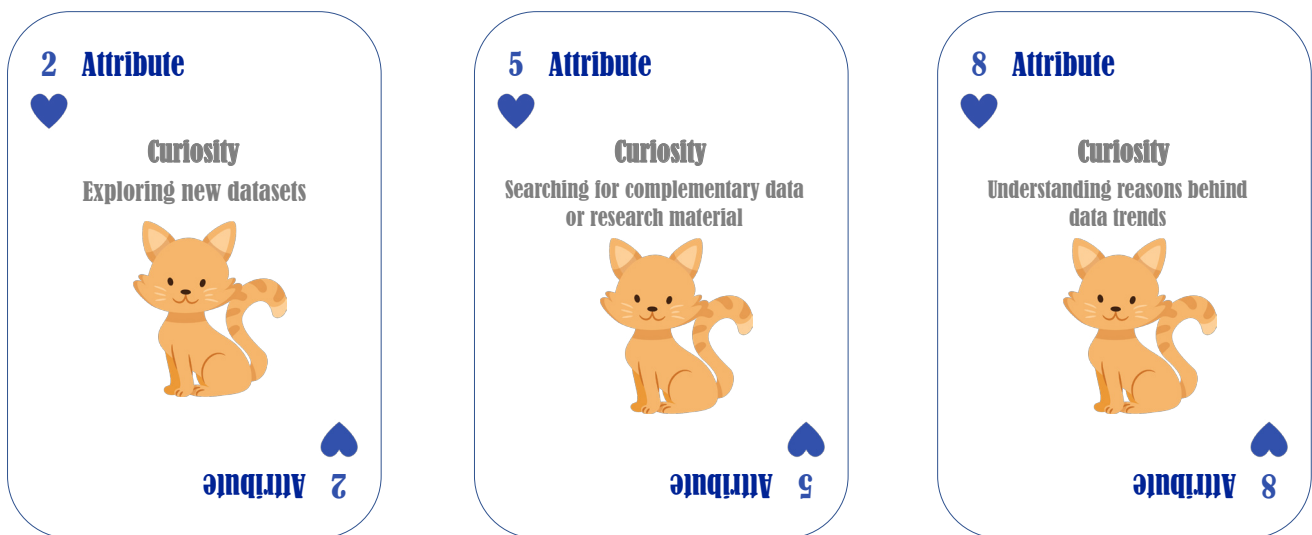 2 Attribute
Curiosity
Exploring new datasets
Attribute 2
5 Attribute
Curiosity
Searching for complementary data
or research material
Attribute 5
8 Attribute
Curiosity
Understanding reasons behind
data trends
Attribute 8